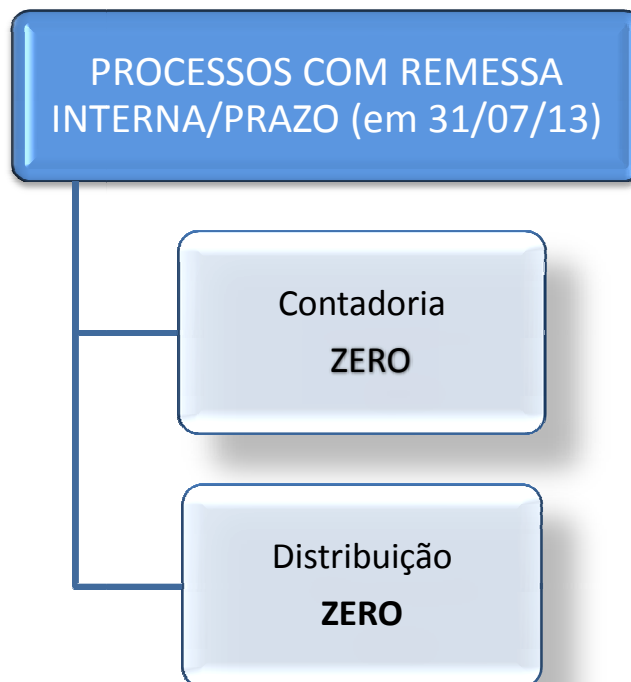 PROCESSOS COM REMESSA
INTERNA/PRAZO (em 31/07/13)
Contadoria
ZERO
Distribuição
ZERO